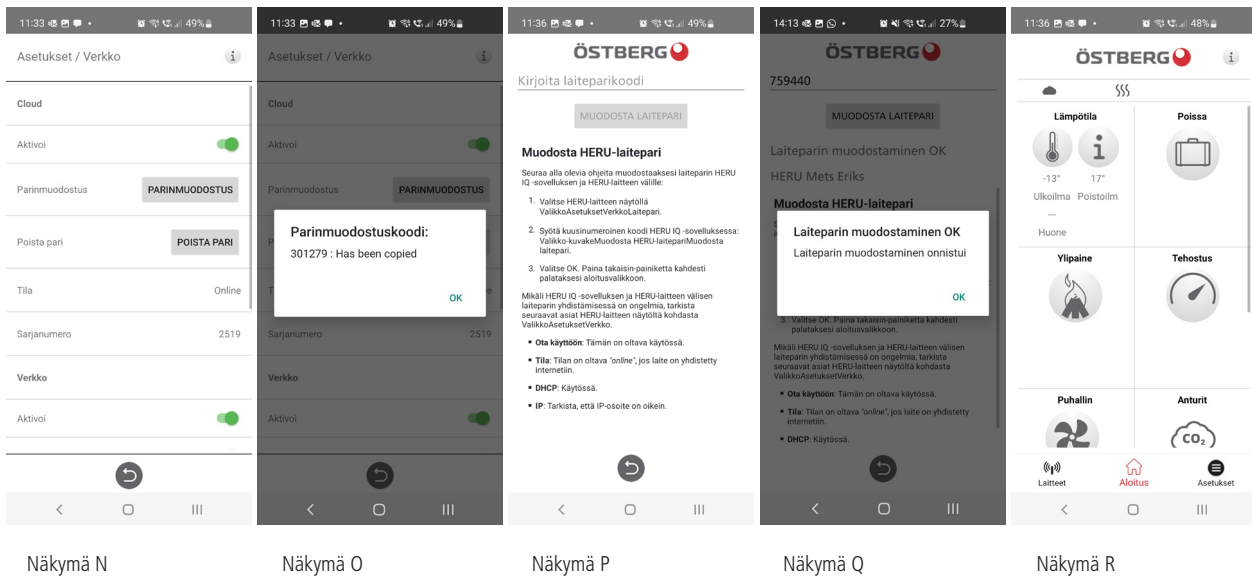 11:33 49%
Asetukset / Verkko i
Cloud
Aktivoi
Parinmuodostus PARINMUODOSTUS
Poista pari POISTA PARI
Tila Online
Sarjanumero 2519
Verkko
Aktivoi
Näkymä N
11:33 49%
Asetukset / Verkko i
Cloud
Aktivoi
Parinmuodostus PARINMUODOSTUS
Parinmuodostuskoodi:
301279 : Has been copied
OK
Sarjanumero 2519
Verkko
Aktivoi
Näkymä O
11:36 49%
ÖSTBERG
Kirjoita laiteparikoodi
MUODOSTA LAITEPARI
Muodosta HERU-laitepari
Seuraa alla olevia ohjeita muodostaaksesi laiteparin HERU
IQ -sovelluksen ja HERU-laitteen välille:
1. Valitse HERU-laitteen näytöllä
ValikkoAsetuksetVerkkoLaitepari.
2. Syötä kuusinumeroinen koodi HERU IQ -sovelluksessa:
Valikko-kuvakeMuodosta HERU-laitepariMuodosta
laitepari.
3. Valitse OK. Paina takaisin-painiketta kahdesti
palataksesi aloitusvalikkoon.
Mikäli HERU IQ -sovelluksen ja HERU-laitteen välisen
laiteparin yhdistämisessä on ongelmia, tarkista
seuraavat asiat HERU-laitteen näytöltä kohdasta
ValikkoAsetuksetVerkko.
▪ Ota käyttöön: Tämän on oltava käytössä.
▪ Tila: Tilan on oltava "online", jos laite on yhdistetty
internetiin.
▪ DHCP: Käytössä.
▪ IP: Tarkista, että IP-osoite on oikein.
Näkymä P
14:13 27%
ÖSTBERG
759440
MUODOSTA LAITEPARI
Laiteparin muodostaminen OK
HERU Mets Eriks
Muodosta HERU-laitepari
Laiteparin muodostaminen OK
Laiteparin muodostaminen onnistui
OK
3. Valitse OK. Paina takaisin-painiketta kahdesti
palataksesi aloitusvalikkoon.
Mikäli HERU IQ -sovelluksen ja HERU-laitteen välisen
laiteparin yhdistämisessä on ongelmia, tarkista
seuraavat asiat HERU-laitteen näytöltä kohdasta
ValikkoAsetuksetVerkko.
▪ Ota käyttöön: Tämän on oltava käytössä.
▪ Tila: Tilan on oltava "online", jos laite on yhdistetty
internetiin.
▪ DHCP: Käytössä.
Näkymä Q
11:36 48%
ÖSTBERG i
Lämpötila Poissa
i
-13° 17°
Ulkoilma Poistoilm
---
Huone
Ylipaine Tehostus
Puhallin Anturit
CO₂
Laitteet Aloitus Asetukset
Näkymä R